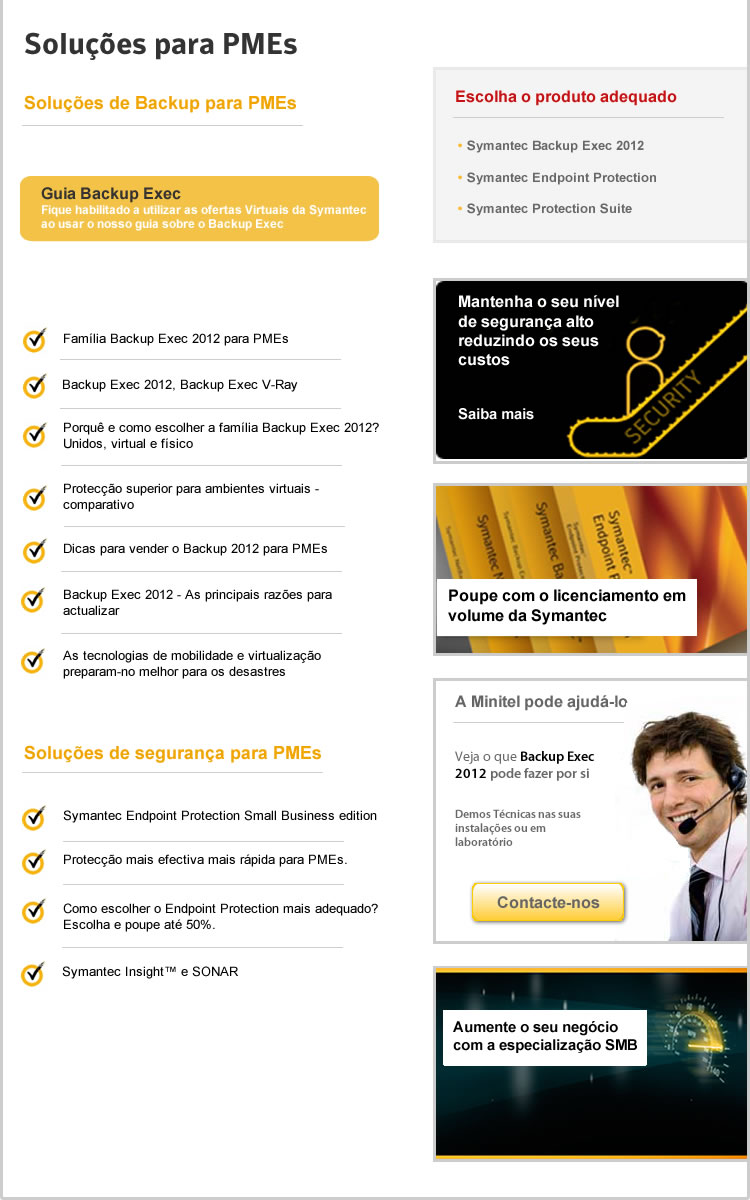 Soluções para PMEs
Soluções de Backup para PMEs
Guia Backup Exec
Fique habilitado a utilizar as ofertas Virtuais da Symantec
ao usar o nosso guia sobre o Backup Exec
Família Backup Exec 2012 para PMEs
Backup Exec 2012, Backup Exec V-Ray
Porquê e como escolher a família Backup Exec 2012?
Unidos, virtual e físico
Protecção superior para ambientes virtuais -
comparativo
Dicas para vender o Backup 2012 para PMEs
Backup Exec 2012 - As principais razões para
actualizar
As tecnologias de mobilidade e virtualização
preparam-no melhor para os desastres
Soluções de segurança para PMEs
Symantec Endpoint Protection Small Business edition
Protecção mais efectiva mais rápida para PMEs.
Como escolher o Endpoint Protection mais adequado?
Escolha e poupe até 50%.
Symantec Insight™ e SONAR
Escolha o produto adequado
• Symantec Backup Exec 2012
• Symantec Endpoint Protection
• Symantec Protection Suite
Mantenha o seu nível
de segurança alto
reduzindo os seus
custos
Saiba mais
SECURITY
Symantec
Symantec
Symantec™
Endpoint
Poupe com o licenciamento em
volume da Symantec
A Minitel pode ajudá-lo
Veja o que Backup Exec
2012 pode fazer por si
Demos Técnicas nas suas
instalações ou em
laboratório
Contacte-nos
Aumente o seu negócio
com a especialização SMB